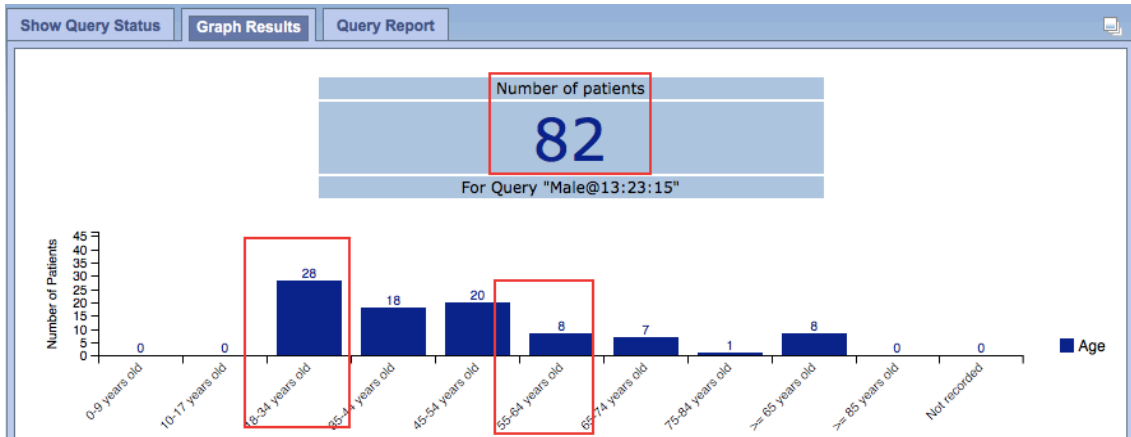 Show Query Status Graph Results Query Report
Number of patients
82
For Query "Male@13:23:15"
Number of Patients
45
40
35
30
25
20
15
10
5
0
0 0 28 18 20 8 7 1 8 0 0
0-9 years old
10-17 years old
18-34 years old
35-44 years old
45-54 years old
55-64 years old
65-74 years old
75-84 years old
>= 65 years old
>= 85 years old
Not recorded
Age